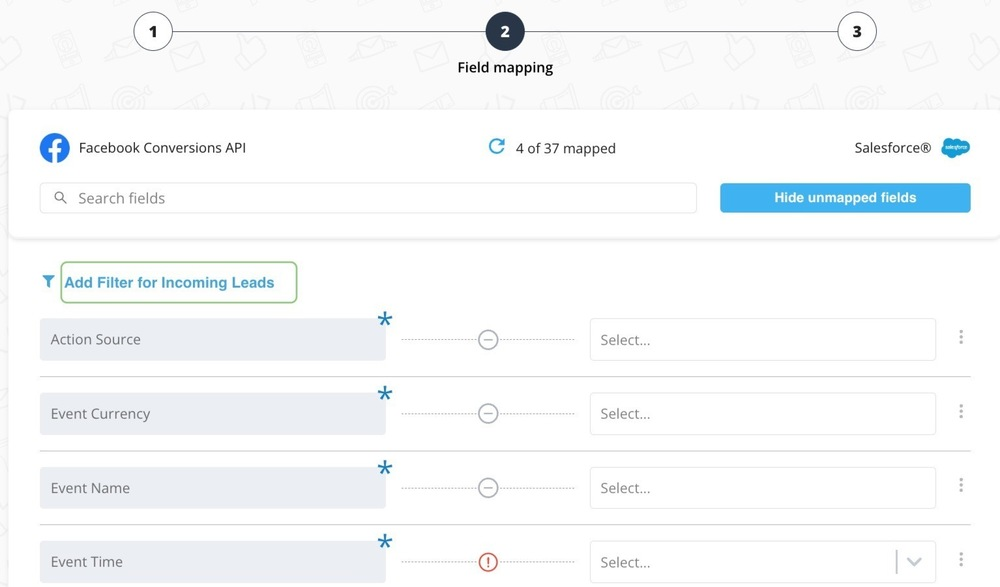 1
2
3
Field mapping
Facebook Conversions API
4 of 37 mapped
Salesforce®
salesforce
Search fields
Hide unmapped fields
Add Filter for Incoming Leads
Action Source *
Select...
Event Currency *
Select...
Event Name *
Select...
Event Time *
!
Select...